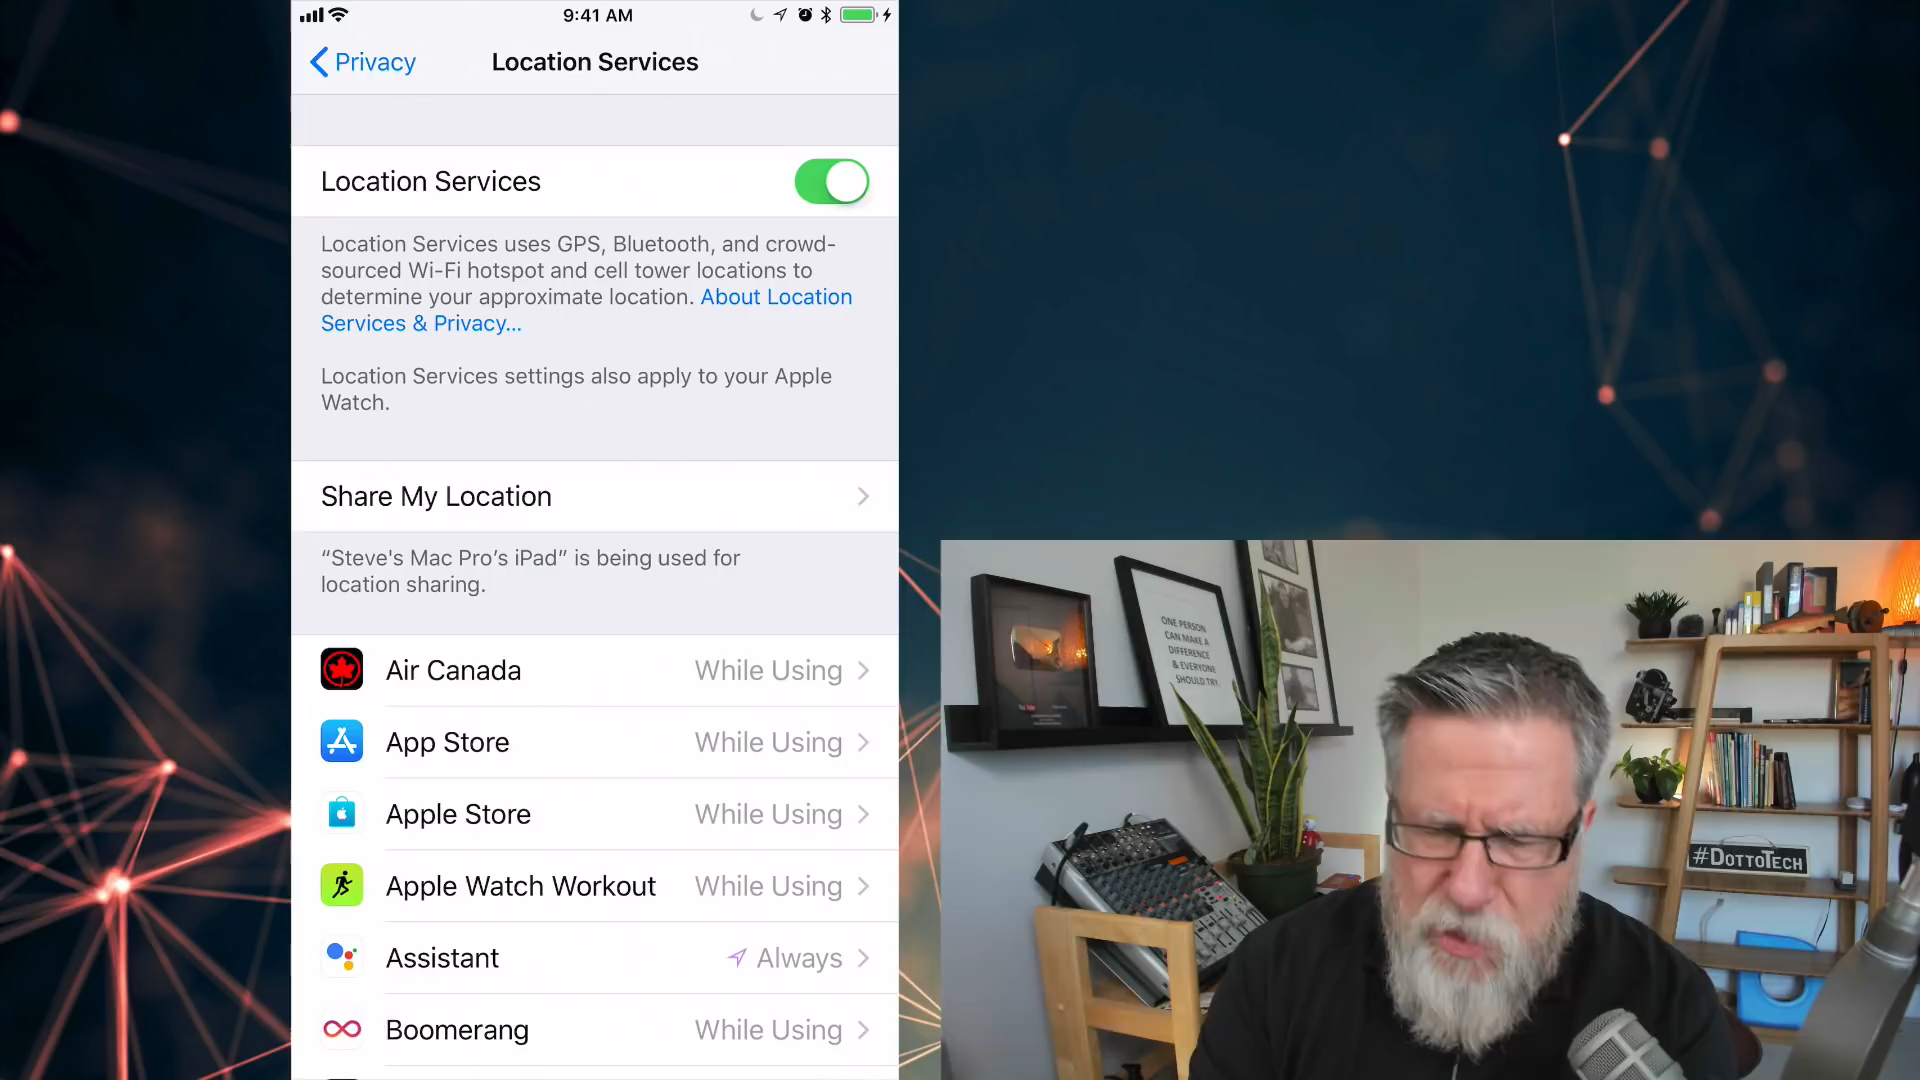 9:41 AM
Privacy
Location Services
Location Services
Location Services uses GPS, Bluetooth, and crowd-
sourced Wi-Fi hotspot and cell tower locations to
determine your approximate location. About Location
Services & Privacy...
Location Services settings also apply to your Apple
Watch.
Share My Location
“Steve's Mac Pro’s iPad” is being used for
location sharing.
Air Canada While Using
App Store While Using
Apple Store While Using
Apple Watch Workout While Using
Assistant Always
Boomerang While Using
ONE PERSON
CAN MAKE A
DIFFERENCE
& EVERYONE
SHOULD TRY.
#DOTTOTECH